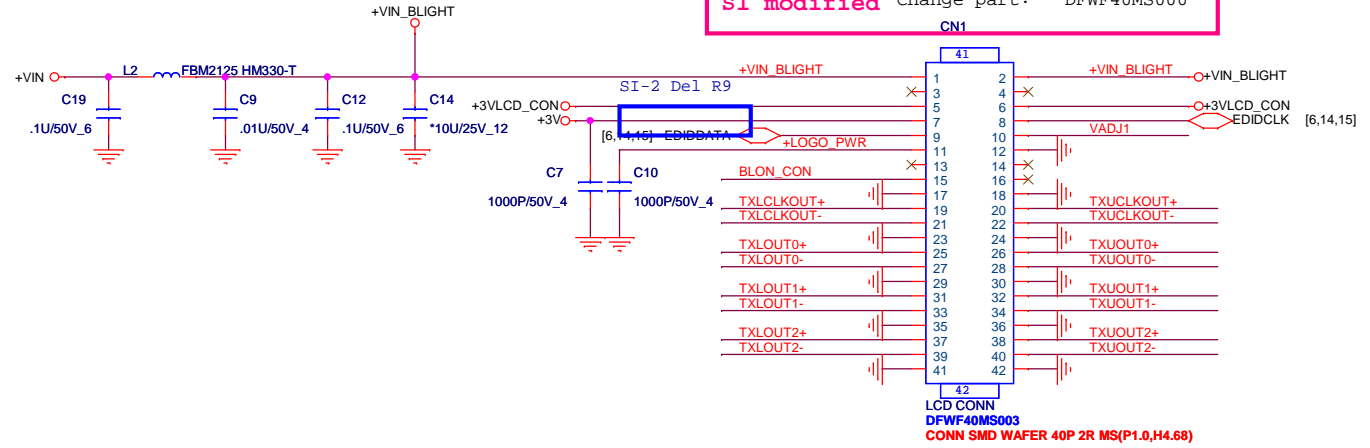 SI modified Change part: DFWF40MS000
+VIN_BLIGHT
CN1
41
+VIN
L2
FBM2125 HM330-T
+VIN_BLIGHT
1
2
+VIN_BLIGHT
+VIN_BLIGHT
3
4
SI-2 Del R9
C19
.1U/50V_6
C9
.01U/50V_4
C12
.1U/50V_6
C14
*10U/25V_12
+3VLCD_CON
5
6
+3VLCD_CON
+3V
7
8
EDIDCLK [6,14,15]
[6,14,15] EDIDDATA
9
10
VADJ1
+LOGO_PWR
11
12
13
14
C7
1000P/50V_4
C10
1000P/50V_4
BLON_CON
15
16
17
18
TXLCLKOUT+
19
20
TXUCLKOUT+
TXLCLKOUT-
21
22
TXUCLKOUT-
23
24
TXLOUT0+
25
26
TXUOUT0+
TXLOUT0-
27
28
TXUOUT0-
29
30
TXLOUT1+
31
32
TXUOUT1+
TXLOUT1-
33
34
TXUOUT1-
35
36
TXLOUT2+
37
38
TXUOUT2+
TXLOUT2-
39
40
TXUOUT2-
41
42
42
LCD CONN
DFWF40MS003
CONN SMD WAFER 40P 2R MS(P1.0,H4.68)